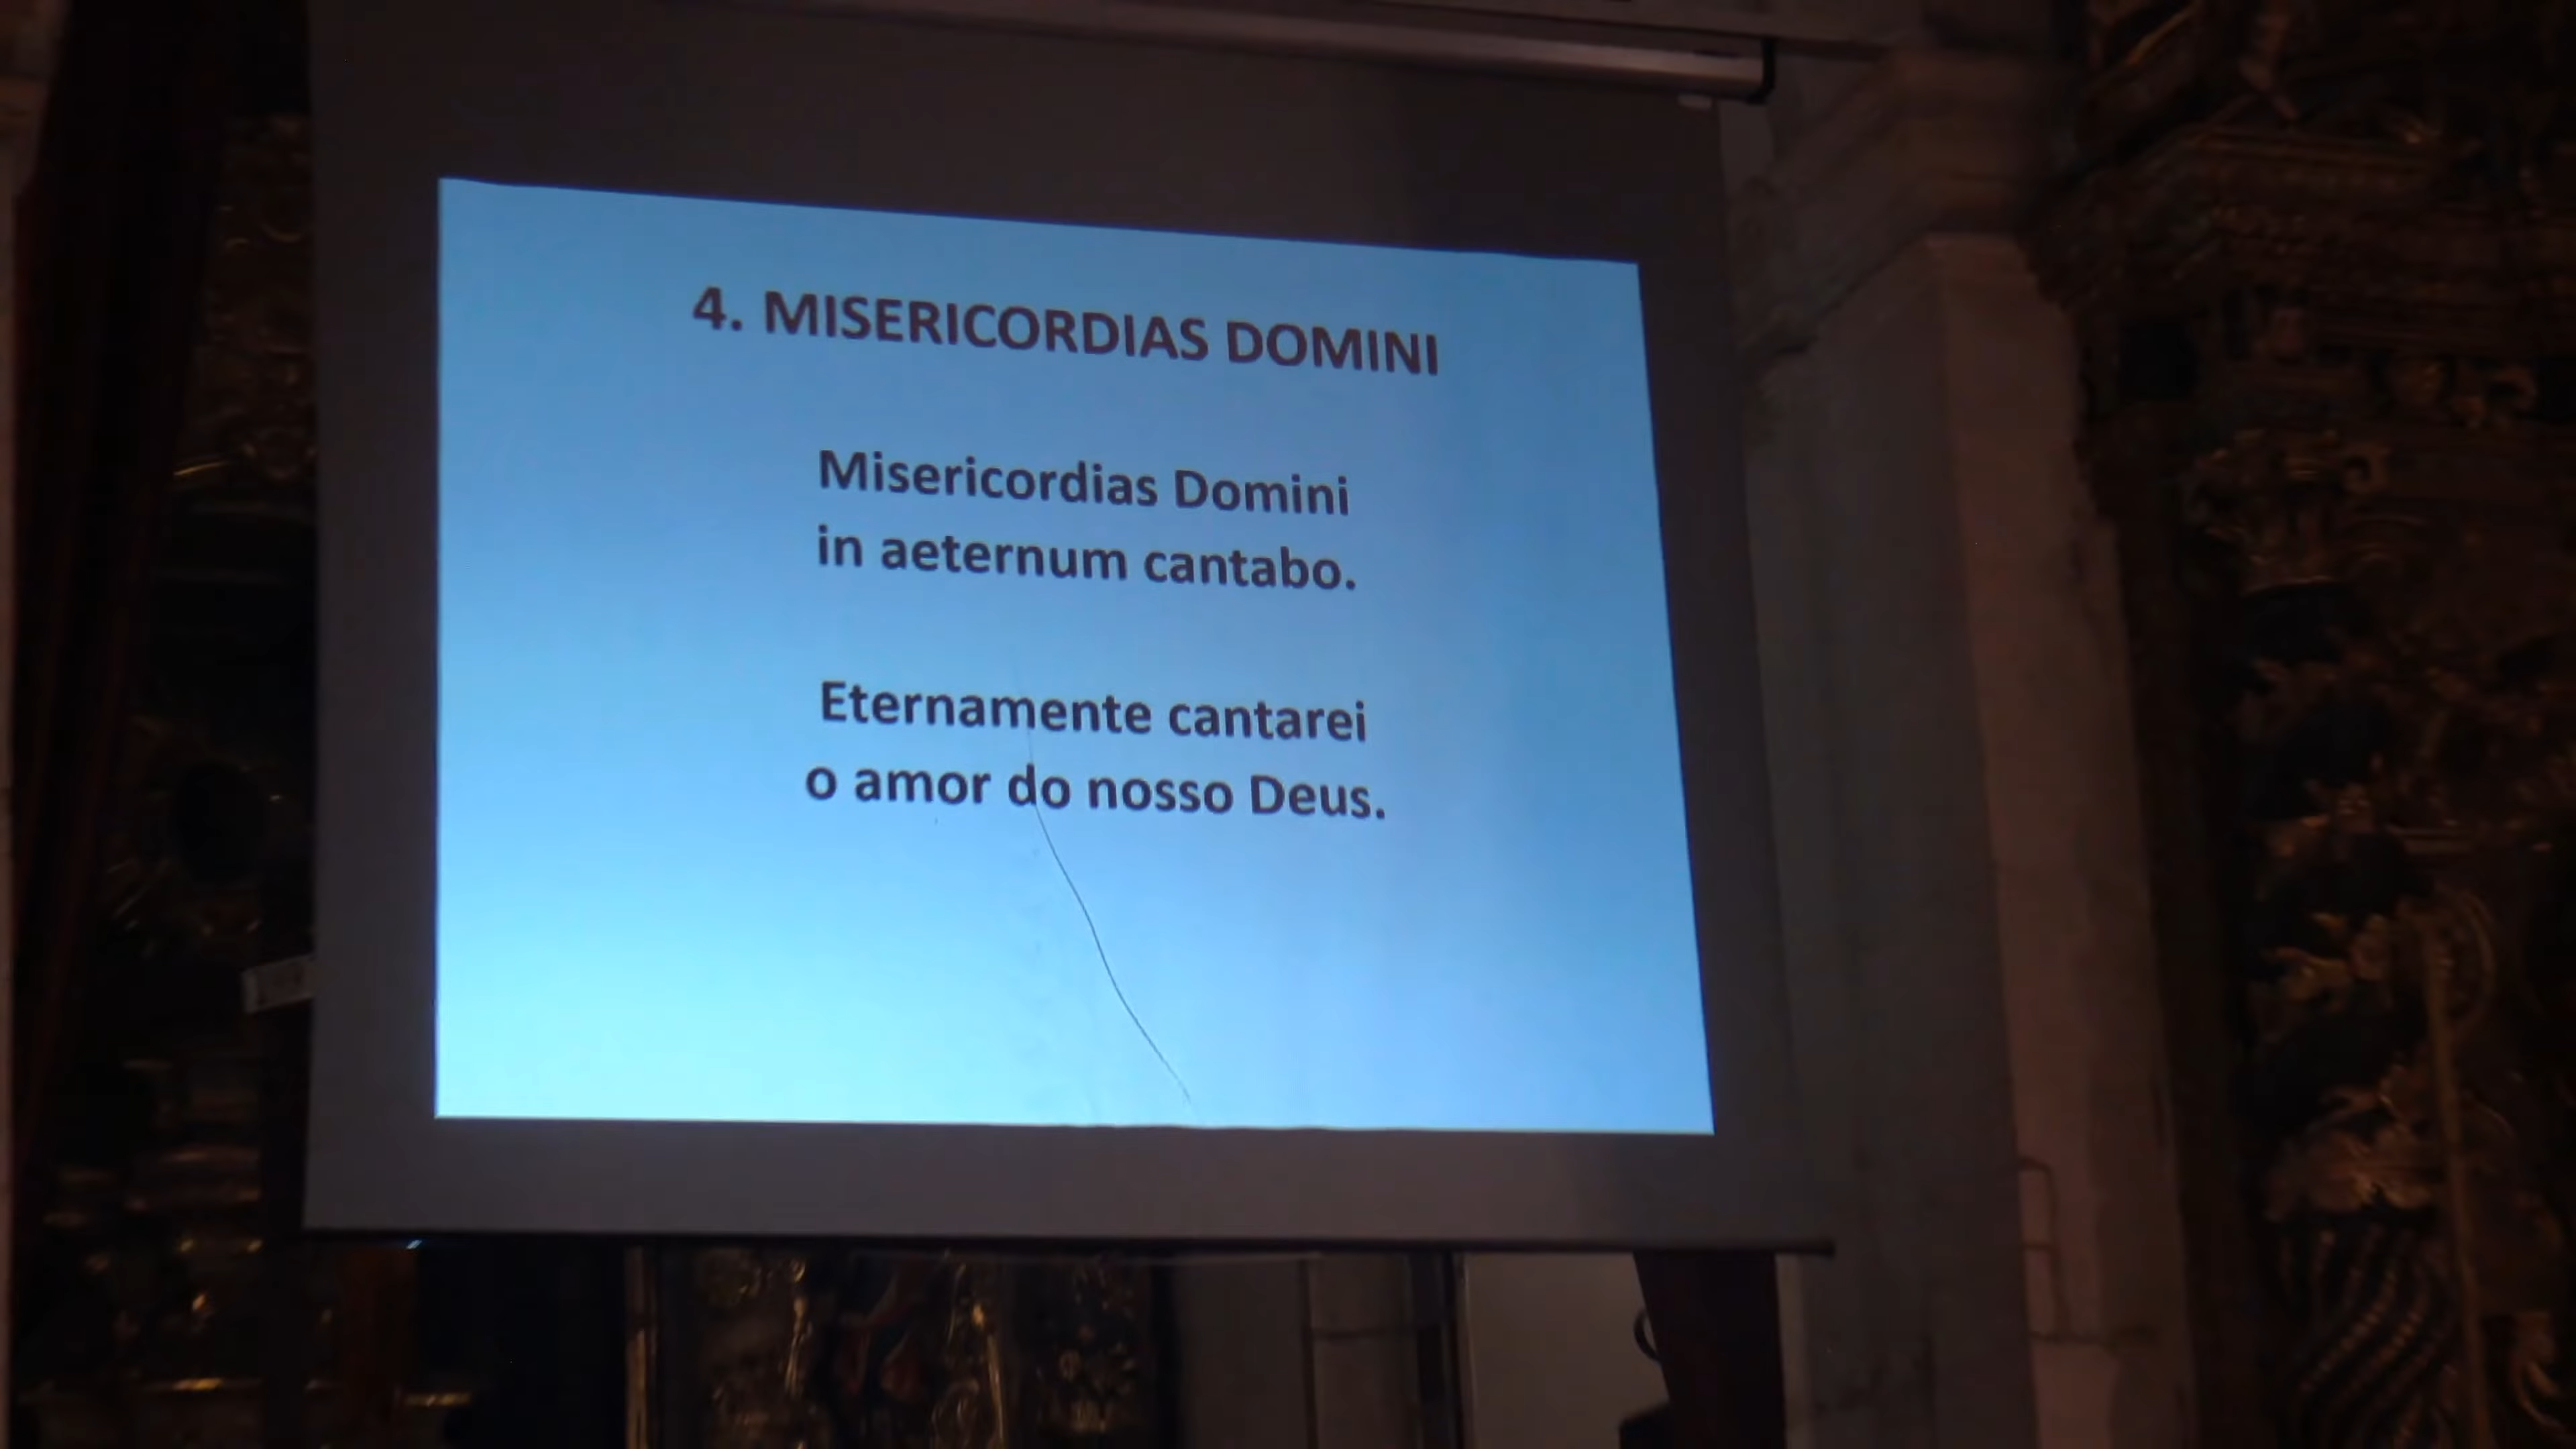 4. MISERICORDIAS DOMINI
Misericordias Domini
in aeternum cantabo.
Eternamente cantarei
o amor do nosso Deus.